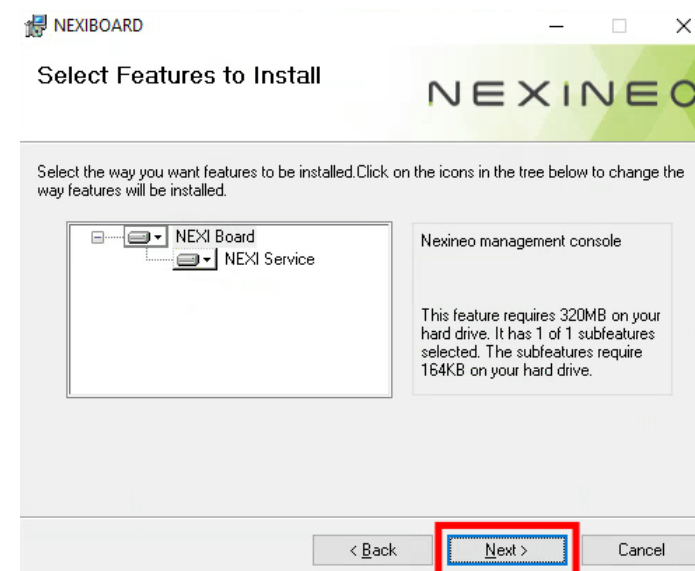 NEXIBOARD
Select Features to Install
NEXINEO
Select the way you want features to be installed.Click on the icons in the tree below to change the
way features will be installed.
NEXI Board
NEXI Service
Nexineo management console
This feature requires 320MB on your
hard drive. It has 1 of 1 subfeatures
selected. The subfeatures require
164KB on your hard drive.
< Back
Next >
Cancel